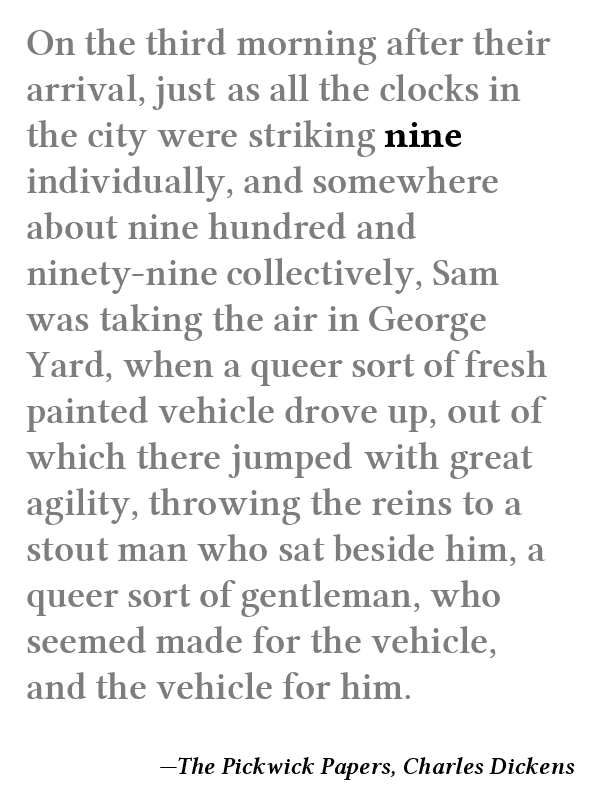 On the third morning after their
arrival, just as all the clocks in
the city were striking nine
individually, and somewhere
about nine hundred and
ninety-nine collectively, Sam
was taking the air in George
Yard, when a queer sort of fresh
painted vehicle drove up, out of
which there jumped with great
agility, throwing the reins to a
stout man who sat beside him, a
queer sort of gentleman, who
seemed made for the vehicle,
and the vehicle for him.
—The Pickwick Papers, Charles Dickens